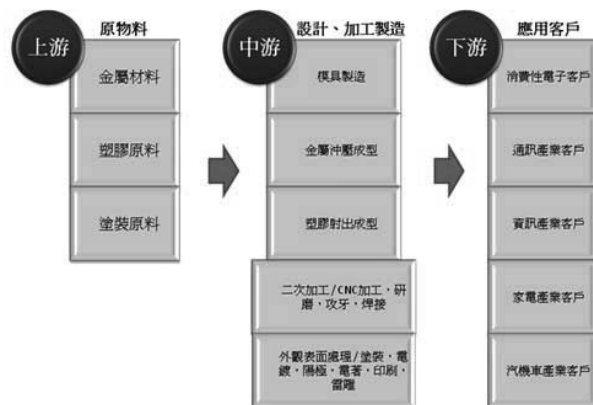 上游
原物料
金屬材料
塑膠原料
塗裝原料
中游
設計、加工製造
模具製造
金屬沖壓成型
塑膠射出成型
二次加工/CNC加工，研
磨，攻牙，焊接
外觀表面處理/塗裝，電
鍍，陽極，電著，印刷，
雷雕
下游
應用客戶
消費性電子客戶
通訊產業客戶
資訊產業客戶
家電產業客戶
汽機車產業客戶